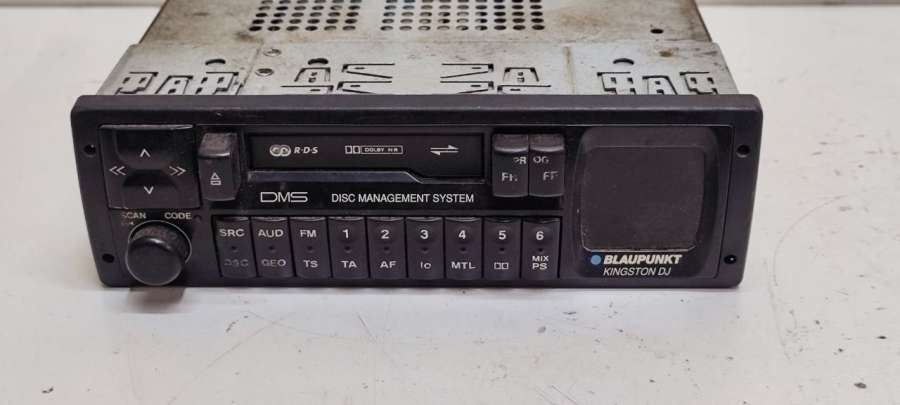 R·D·S DOLBY N R
PR OG
FR FF
DMS DISC MANAGEMENT SYSTEM
SCAN CODE
SRC AUD FM 1 2 3 4 5 6
DSC GEO TS TA AF lo MTL MIX
PS
BLAUPUNKT
KINGSTON DJ